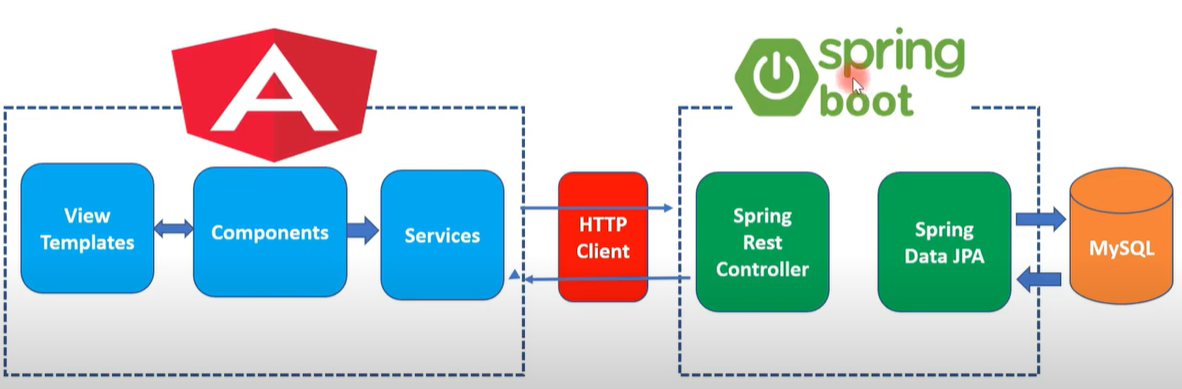 A
spring
boot
View
Templates
Components
Services
HTTP
Client
Spring
Rest
Controller
Spring
Data JPA
MySQL